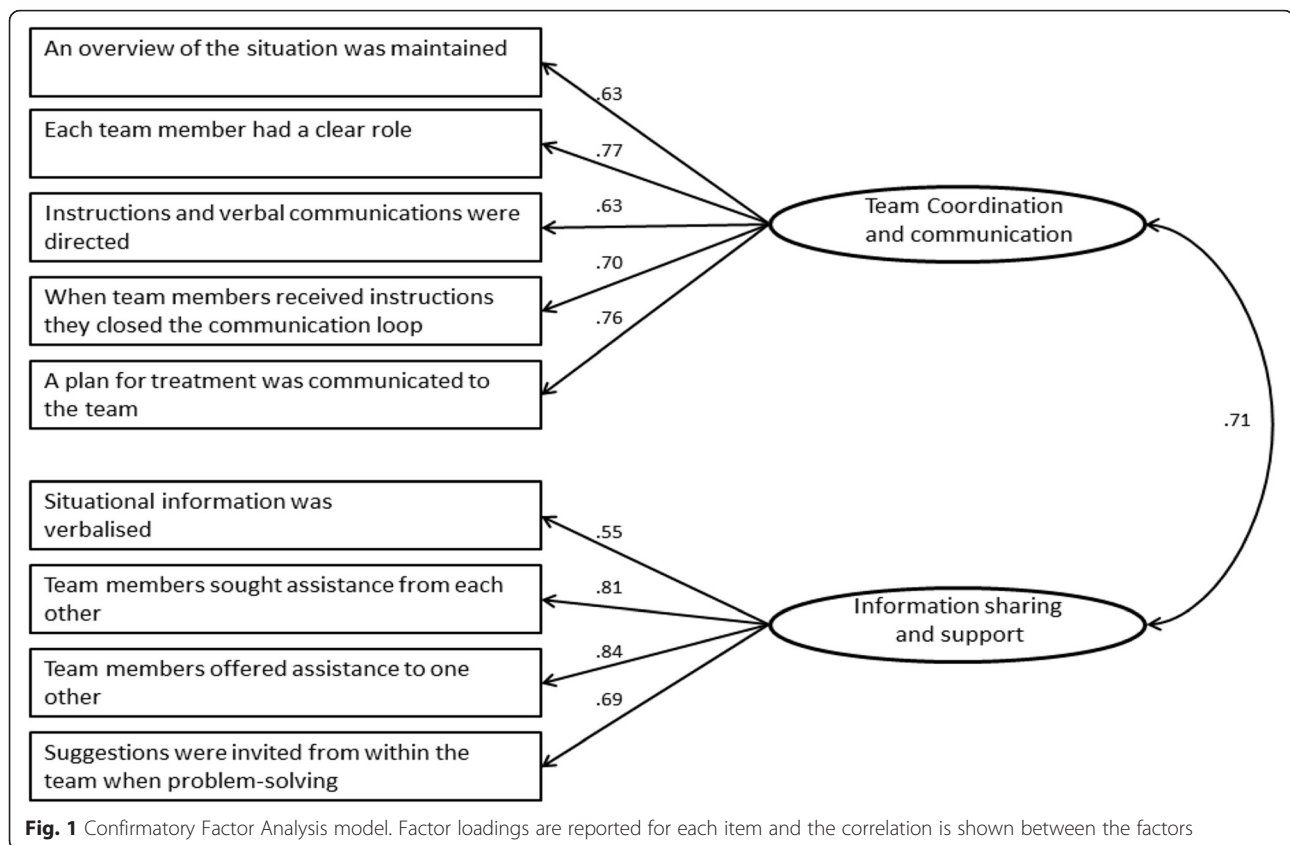 An overview of the situation was maintained
.63
Each team member had a clear role
.77
Instructions and verbal communications were
directed
.63
When team members received instructions
they closed the communication loop
.70
A plan for treatment was communicated to
the team
.76
Team Coordination
and communication
.71
Situational information was
verbalised
.55
Team members sought assistance from each
other
.81
Team members offered assistance to one
other
.84
Suggestions were invited from within the
team when problem-solving
.69
Information sharing
and support
Fig. 1 Confirmatory Factor Analysis model. Factor loadings are reported for each item and the correlation is shown between the factors